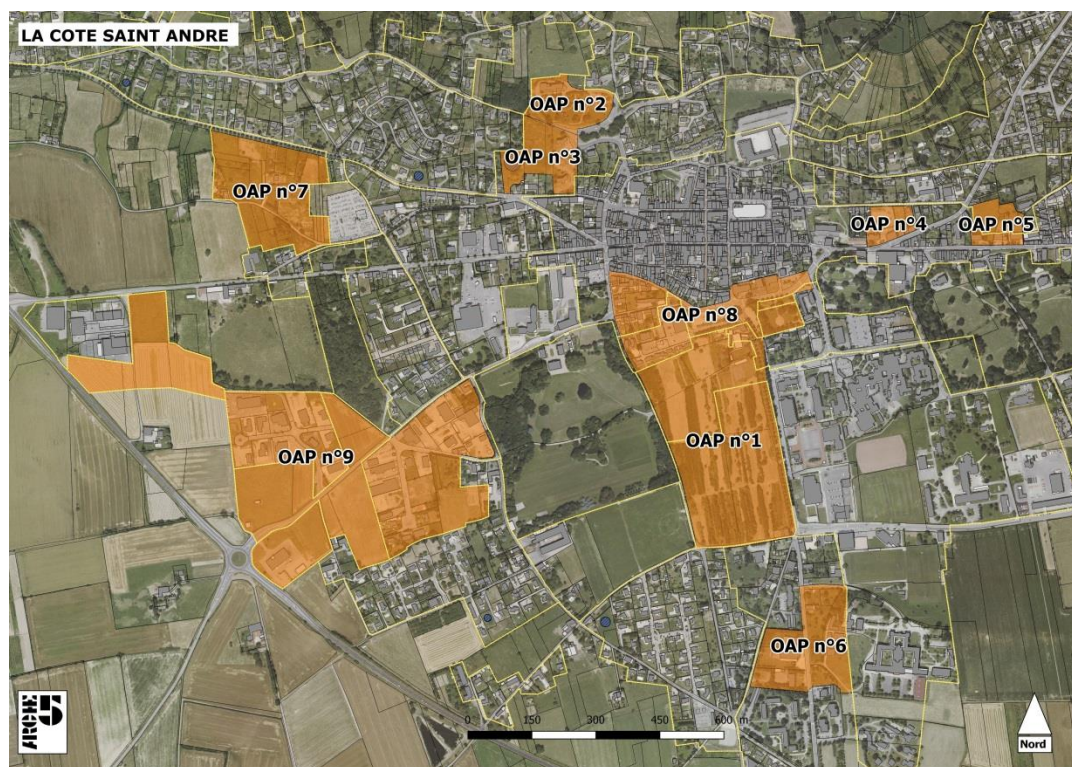 LA COTE SAINT ANDRE
OAP n°2
OAP n°3
OAP n°7
OAP n°4
OAP n°5
OAP n°8
OAP n°1
OAP n°9
OAP n°6
ARCHE 5
0 150 300 450 600 m
Nord